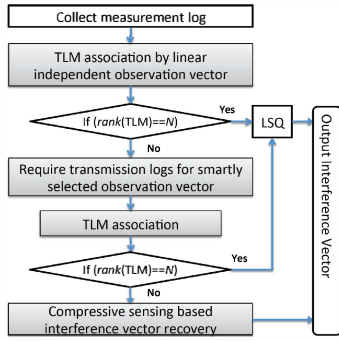 Collect measurement log
TLM association by linear
independent observation vector
If (rank(TLM)==N)
Yes
LSQ
No
Require transmission logs for smartly
selected observation vector
TLM association
If (rank(TLM)==N)
Yes
No
Compressive sensing based
interference vector recovery
Output Interference Vector